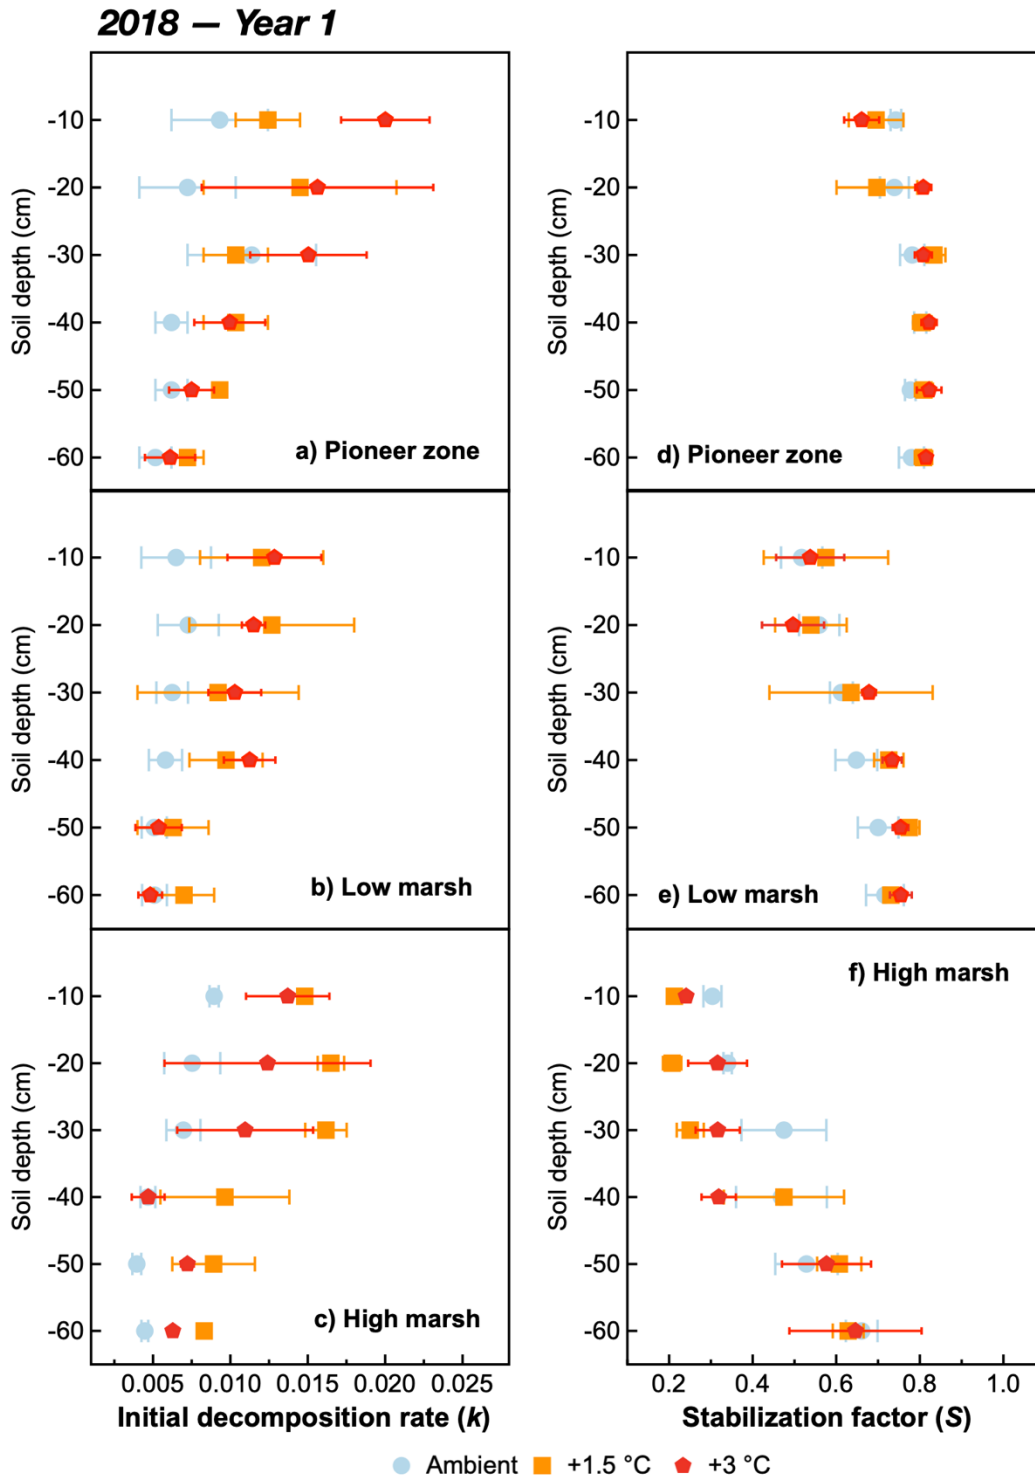 2018 — Year 1
Soil depth (cm)
-10
-20
-30
-40
-50
-60
a) Pioneer zone
Soil depth (cm)
-10
-20
-30
-40
-50
-60
d) Pioneer zone
Soil depth (cm)
-10
-20
-30
-40
-50
-60
b) Low marsh
Soil depth (cm)
-10
-20
-30
-40
-50
-60
e) Low marsh
Soil depth (cm)
-10
-20
-30
-40
-50
-60
c) High marsh
0.005 0.010 0.015 0.020 0.025
Initial decomposition rate (k)
Soil depth (cm)
-10
-20
-30
-40
-50
-60
f) High marsh
0.2 0.4 0.6 0.8 1.0
Stabilization factor (S)
Ambient +1.5 °C +3 °C